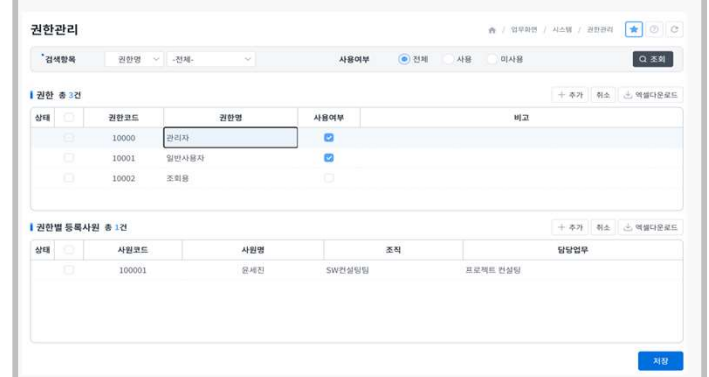 권한관리
/ 업무화면 / 시스템 / 권한관리
*검색항목 권한명 -전체- 사용여부 전체 사용 미사용 조회
권한 총 3건 + 추가 취소 엑셀다운로드
상태 권한코드 권한명 사용여부 비고
10000 관리자
10001 일반사용자
10002 조회용
권한별 등록사원 총 1건 + 추가 취소 엑셀다운로드
상태 사원코드 사원명 조직 담당업무
100001 윤세진 SW컨설팅팀 프로젝트 컨설팅
저장